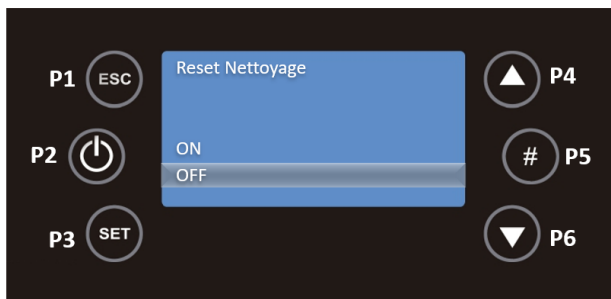 P1 ESC
Reset Nettoyage
P4
P2
ON
# P5
OFF
P3 SET
P6